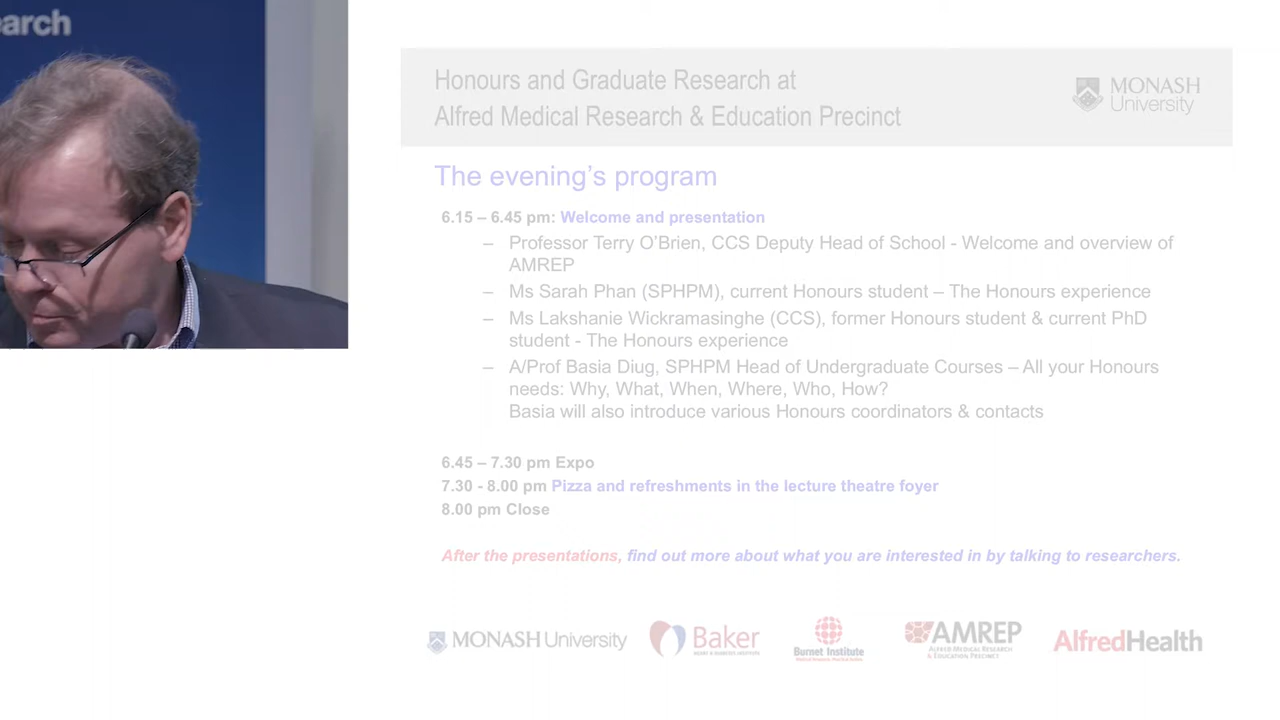 earch
Honours and Graduate Research at
Alfred Medical Research & Education Precinct
MONASH
University
The evening's program
6.15 – 6.45 pm: Welcome and presentation
– Professor Terry O'Brien, CCS Deputy Head of School - Welcome and overview of
AMREP
– Ms Sarah Phan (SPHPM), current Honours student – The Honours experience
– Ms Lakshanie Wickramasinghe (CCS), former Honours student & current PhD
student - The Honours experience
– A/Prof Basia Diug, SPHPM Head of Undergraduate Courses – All your Honours
needs: Why, What, When, Where, Who, How?
Basia will also introduce various Honours coordinators & contacts
6.45 – 7.30 pm Expo
7.30 - 8.00 pm Pizza and refreshments in the lecture theatre foyer
8.00 pm Close
After the presentations, find out more about what you are interested in by talking to researchers.
MONASH University
Baker
Burnet Institute
AMREP
ALFRED MEDICAL RESEARCH
& EDUCATION PRECINCT
AlfredHealth